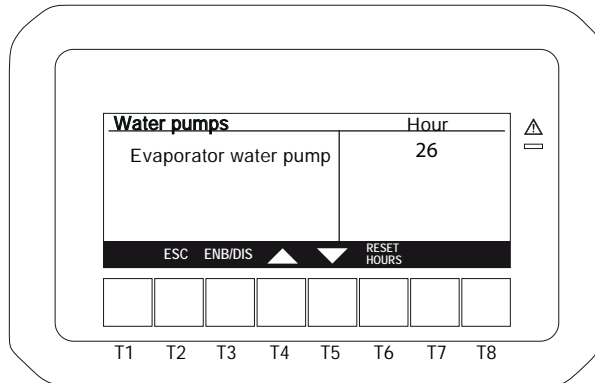 Water pumps Hour
Evaporator water pump 26
ESC ENB/DIS RESET HOURS
T1 T2 T3 T4 T5 T6 T7 T8